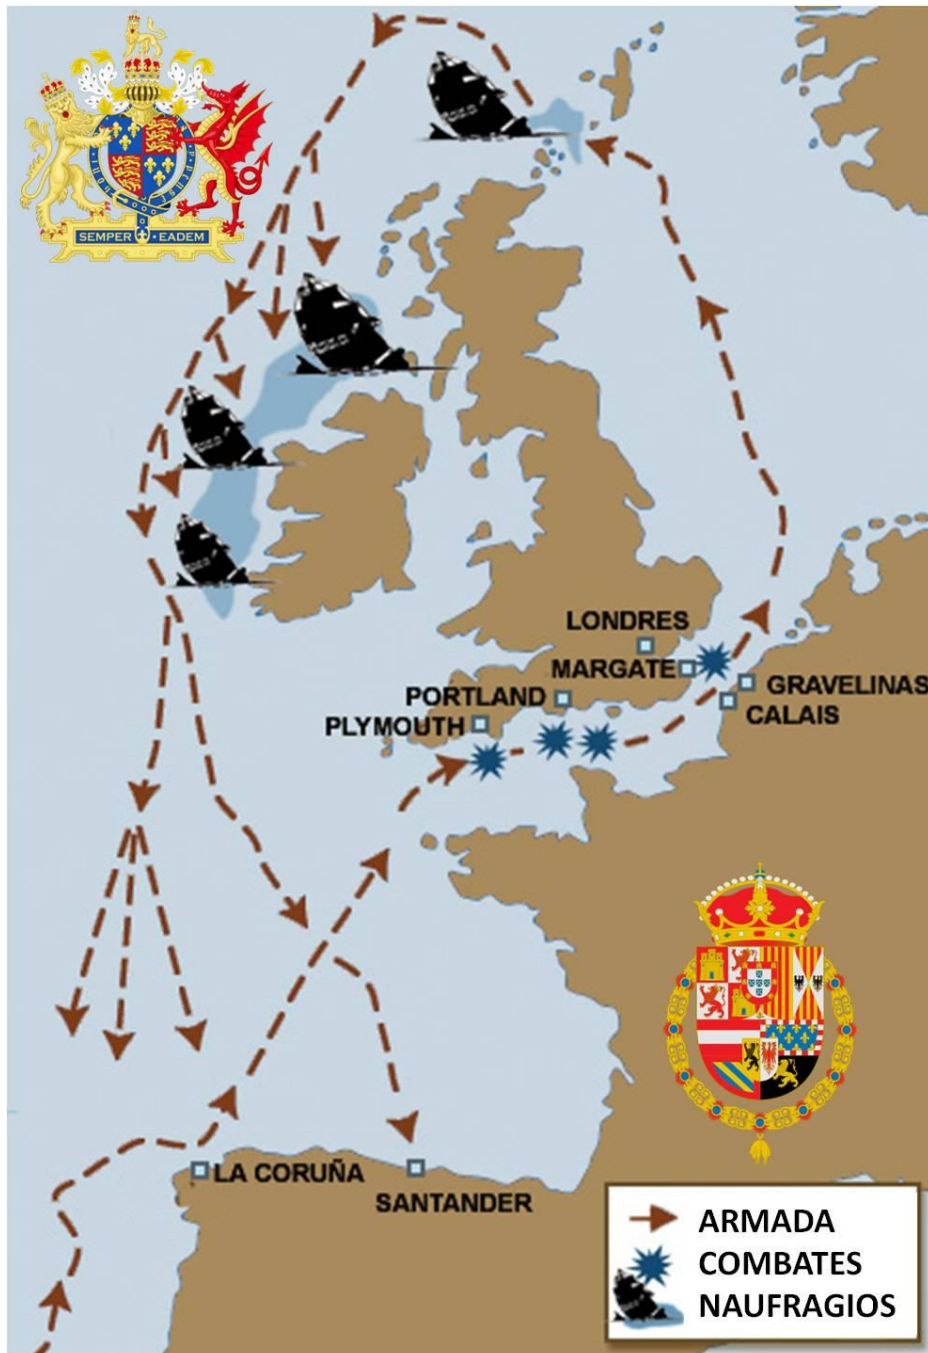 SEMPER EADEM
LONDRES
MARGATE
PORTLAND
GRAVELINAS
PLYMOUTH
CALAIS
LA CORUÑA
SANTANDER
ARMADA
COMBATES
NAUFRAGIOS